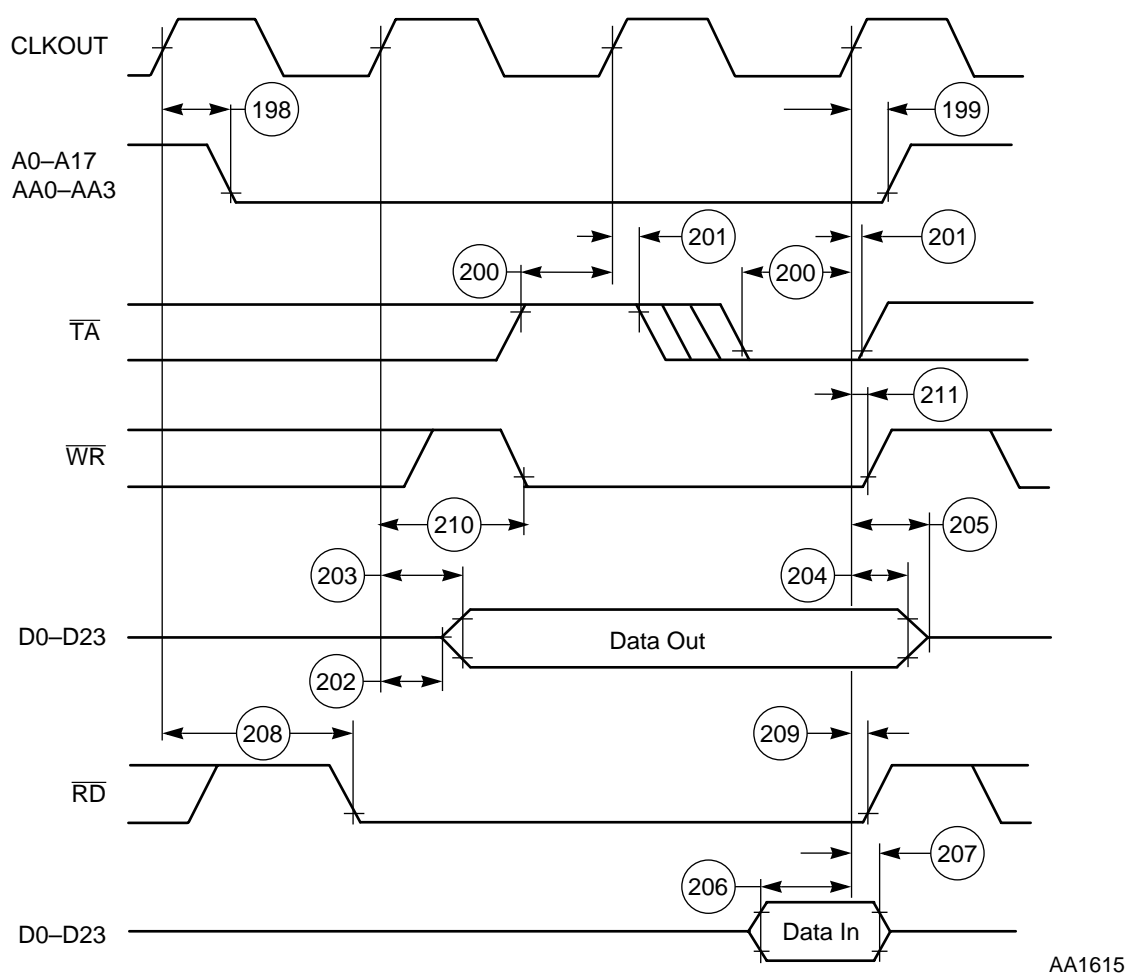 CLKOUT
198
199
A0–A17
AA0–AA3
201
201
200
200
TA
211
WR
210
205
203
204
D0–D23
Data Out
202
208
209
RD
207
206
D0–D23
Data In
AA1615